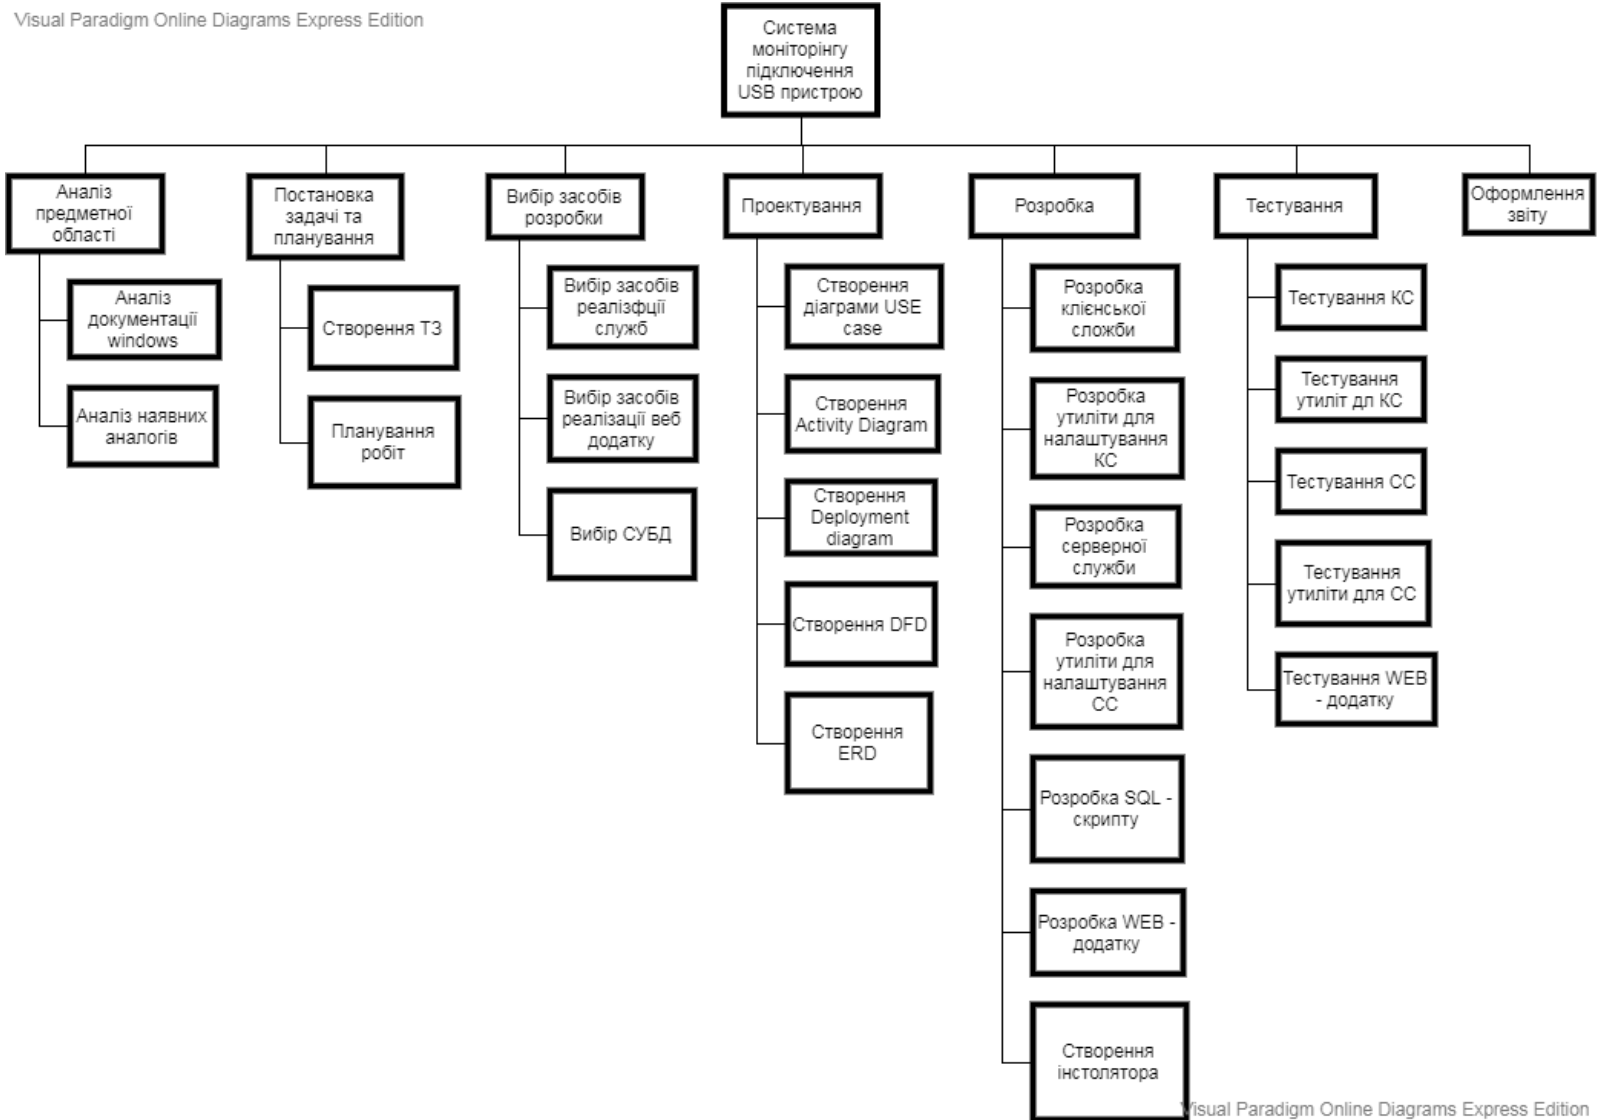 Visual Paradigm Online Diagrams Express Edition
Система
моніторінгу
підключення
USB пристрою
Аналіз
предметної
області
Аналіз
документації
windows
Аналіз наявних
аналогів
Постановка
задачі та
планування
Створення ТЗ
Планування
робіт
Вибір засобів
розробки
Вибір засобів
реалізфції
служб
Вибір засобів
реалізації веб
додатку
Вибір СУБД
Проектування
Створення
діаграми USE
case
Створення
Activity Diagram
Створення
Deployment
diagram
Створення DFD
Створення
ERD
Розробка
Розробка
клієнської
сложби
Розробка
утиліти для
налаштування
КС
Розробка
серверної
служби
Розробка
утиліти для
налаштування
СС
Розробка SQL -
скрипту
Розробка WEB -
додатку
Створення
інстолятора
Тестування
Тестування КС
Тестування
утиліт дл КС
Тестування СС
Тестування
утиліти для СС
Тестування WEB
- додатку
Оформлення
звіту
Visual Paradigm Online Diagrams Express Edition